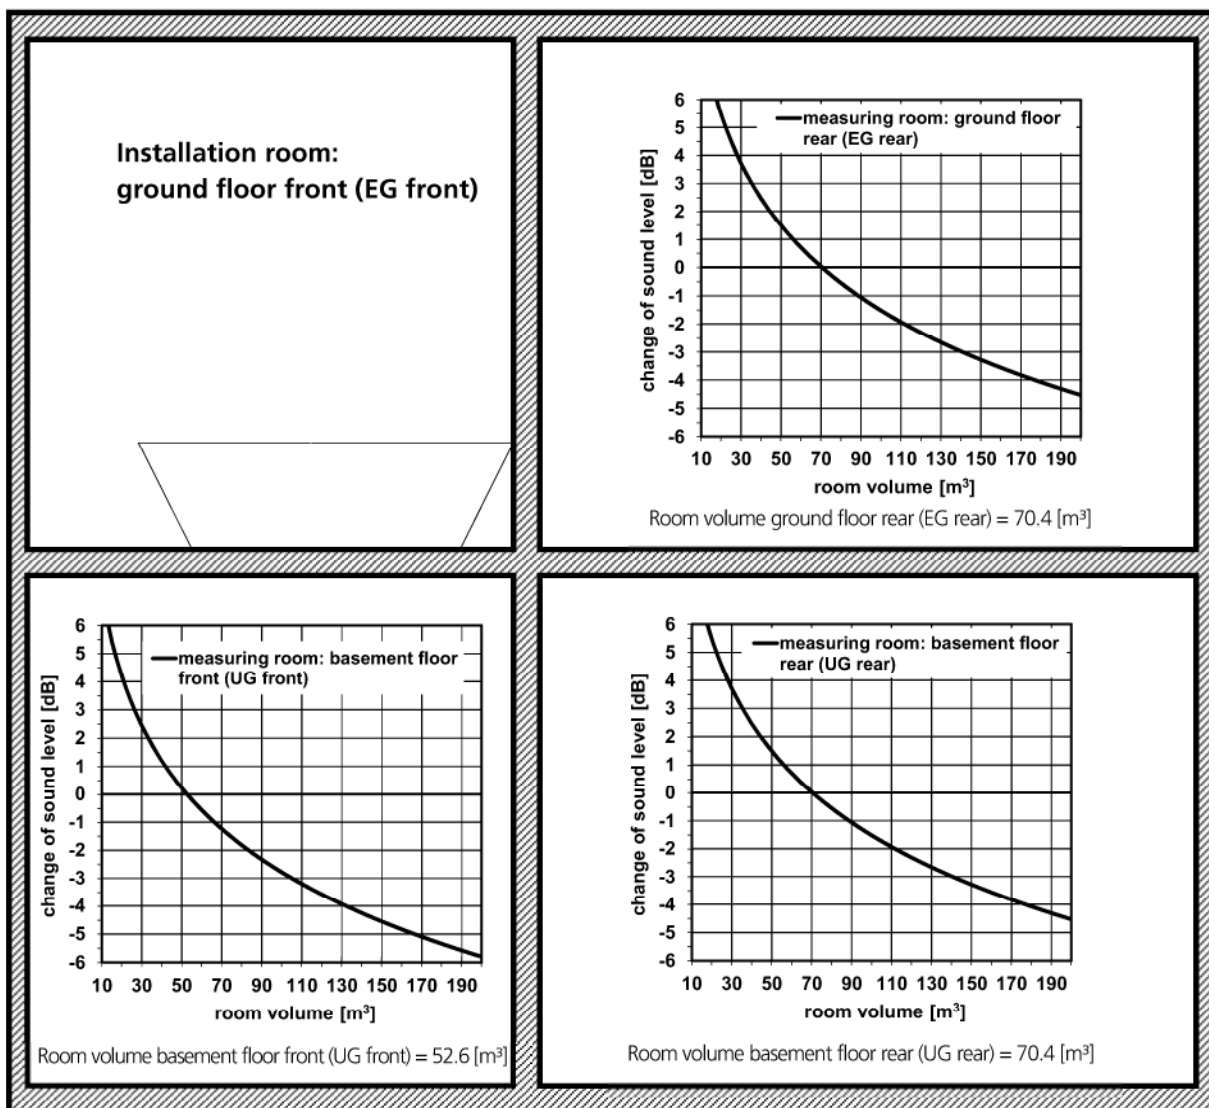 Installation room:
ground floor front (EG front)
change of sound level [dB]
6
5
4
3
2
1
0
-1
-2
-3
-4
-5
-6
measuring room: ground floor
rear (EG rear)
10 30 50 70 90 110 130 150 170 190
room volume [m³]
Room volume ground floor rear (EG rear) = 70.4 [m³]
change of sound level [dB]
6
5
4
3
2
1
0
-1
-2
-3
-4
-5
-6
measuring room: basement floor
front (UG front)
10 30 50 70 90 110 130 150 170 190
room volume [m³]
Room volume basement floor front (UG front) = 52.6 [m³]
change of sound level [dB]
6
5
4
3
2
1
0
-1
-2
-3
-4
-5
-6
measuring room: basement floor
rear (UG rear)
10 30 50 70 90 110 130 150 170 190
room volume [m³]
Room volume basement floor rear (UG rear) = 70.4 [m³]